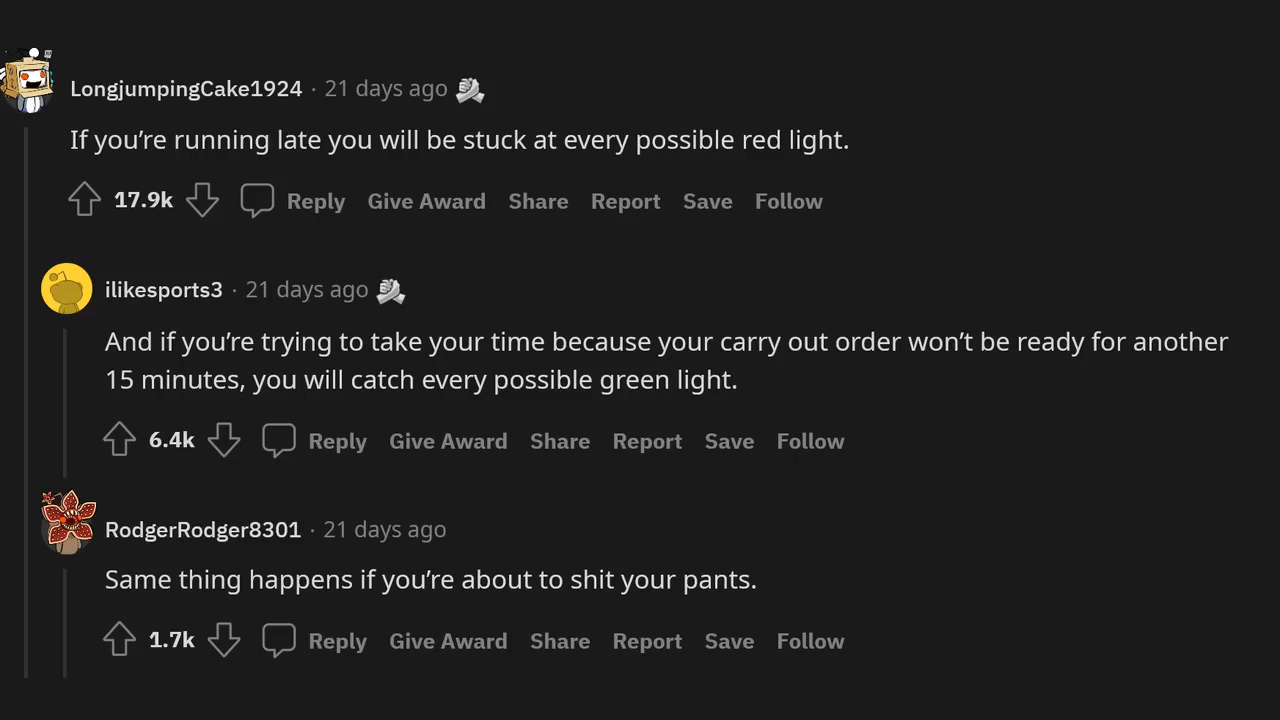 LongjumpingCake1924 · 21 days ago
If you’re running late you will be stuck at every possible red light.
17.9k Reply Give Award Share Report Save Follow
ilikesports3 · 21 days ago
And if you’re trying to take your time because your carry out order won’t be ready for another
15 minutes, you will catch every possible green light.
6.4k Reply Give Award Share Report Save Follow
RodgerRodger8301 · 21 days ago
Same thing happens if you’re about to shit your pants.
1.7k Reply Give Award Share Report Save Follow